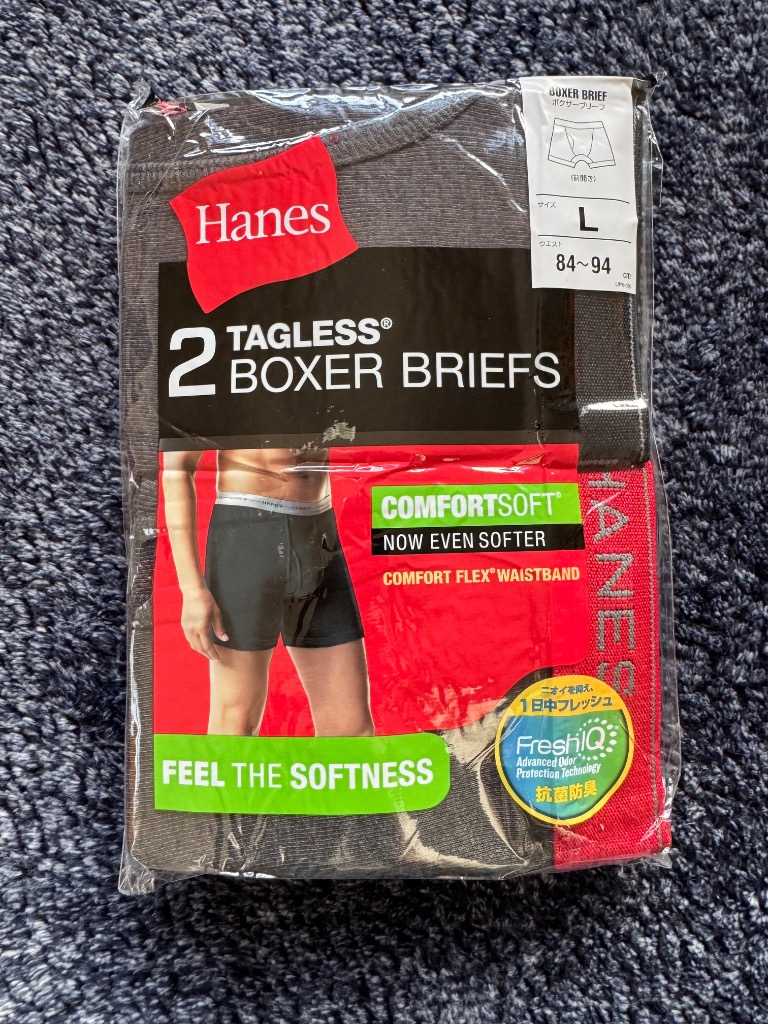 BOXER BRIEF
ボクサーブリーフ
(前開き)
サイズ
L
ウエスト
84～94
cm
Hanes
2 TAGLESS®
BOXER BRIEFS
HANES
COMFORTSOFT®
NOW EVEN SOFTER
COMFORT FLEX® WAISTBAND
HANES
ニオイを抑え、
1日中フレッシュ
FreshIQ
Advanced Odor
Protection Technology
抗菌防臭
FEEL THE SOFTNESS